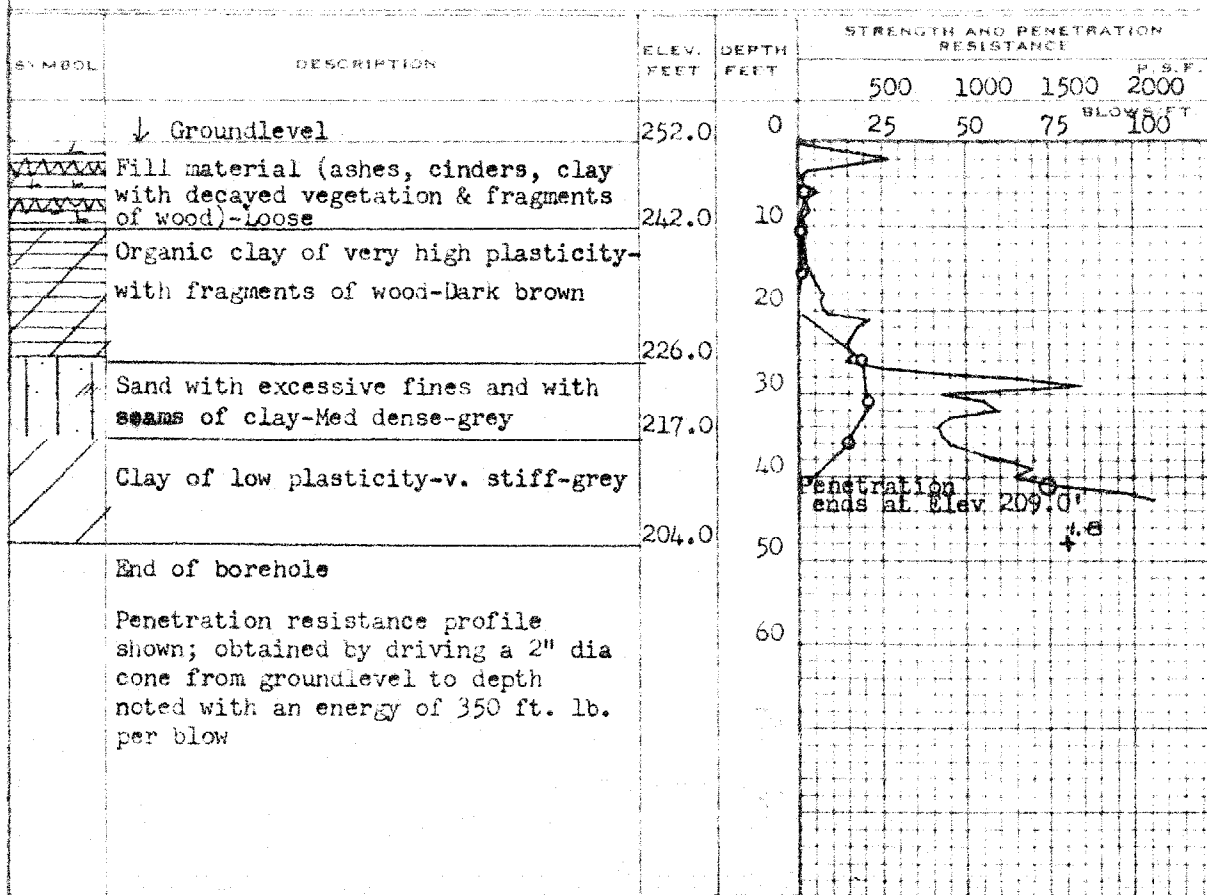 SYMBOL
DESCRIPTION
ELEV. FEET
DEPTH FEET
STRENGTH AND PENETRATION RESISTANCE
P.S.F.
500 1000 1500 2000
BLOWS/FT.
25 50 75 100
↓ Groundlevel
252.0
0
Fill material (ashes, cinders, clay
with decayed vegetation & fragments
of wood)-Loose
242.0
10
Organic clay of very high plasticity-
with fragments of wood-Dark brown
20
226.0
30
Sand with excessive fines and with
seams of clay-Med dense-grey
217.0
Clay of low plasticity-v. stiff-grey
40
Penetration
ends at Elev 209.0'
1.8
204.0
50
End of borehole
Penetration resistance profile
shown; obtained by driving a 2" dia
cone from groundlevel to depth
noted with an energy of 350 ft. lb.
per blow
60